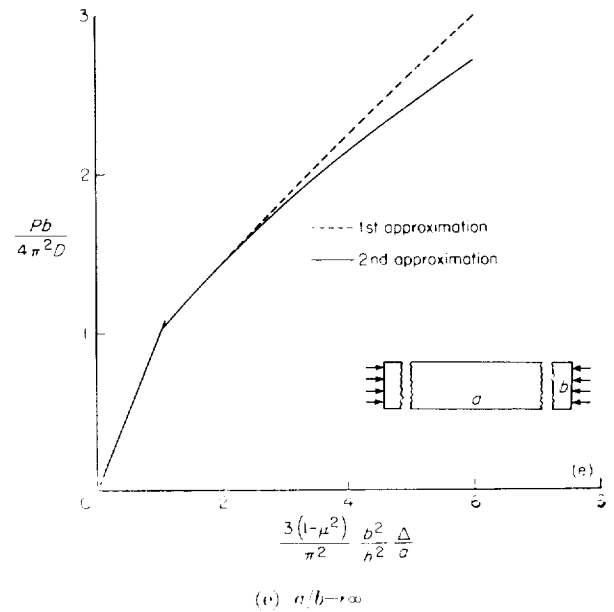 3
2
1
0
2
4
6
8
Pb
4π²D
---- 1st approximation
—— 2nd approximation
a
b
(e)
3(1-μ²) b² Δ
π² h² a
(e) a/b→∞